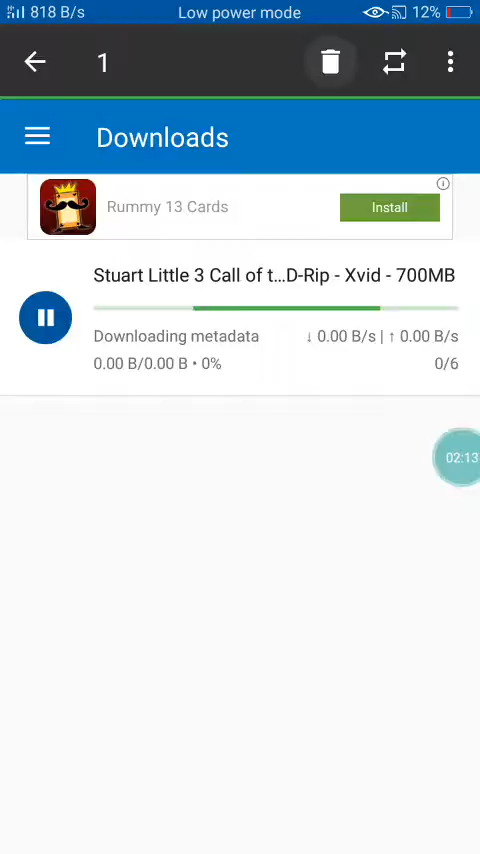 818 B/s Low power mode 12%
1
Downloads
Rummy 13 Cards Install
Stuart Little 3 Call of t...D-Rip - Xvid - 700MB
Downloading metadata ↓ 0.00 B/s | ↑ 0.00 B/s
0.00 B/0.00 B • 0% 0/6
02:13